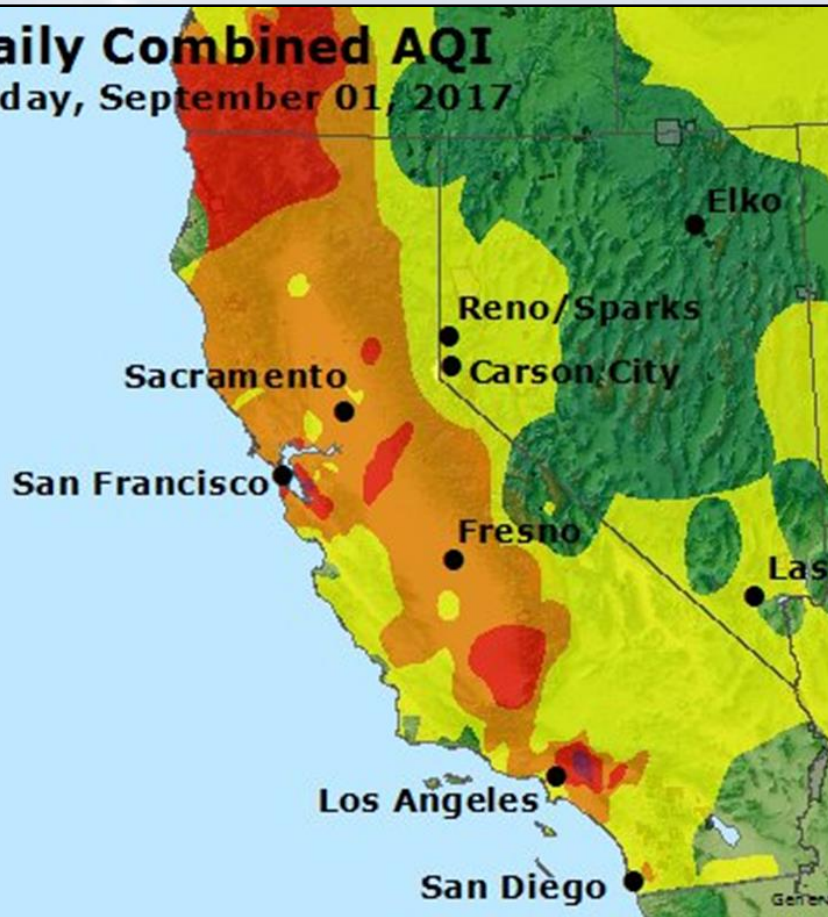 aily Combined AQI
day, September 01, 2017
Elko
Reno/Sparks
Sacramento
Carson City
San Francisco
Fresno
Las
Los Angeles
San Diego